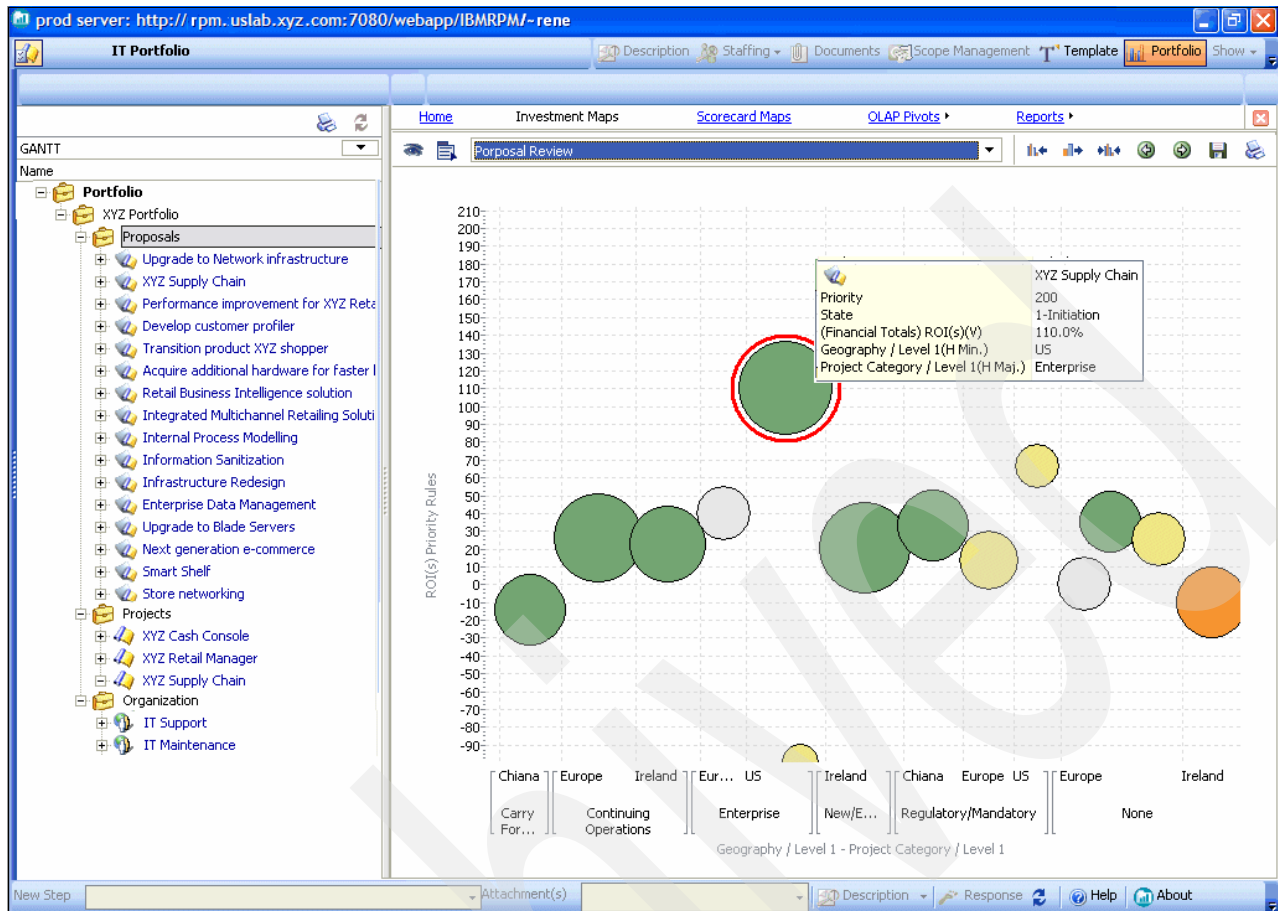 prod server: http://rpm.uslab.xyz.com:7080/webapp/IBMRPM/~rene
IT Portfolio
Description Staffing Documents Scope Management Template Portfolio Show
Home Investment Maps Scorecard Maps OLAP Pivots Reports
GANTT
Porposal Review
Name
Portfolio
XYZ Portfolio
Proposals
Upgrade to Network infrastructure
XYZ Supply Chain
Performance improvement for XYZ Reta
Develop customer profiler
Transition product XYZ shopper
Acquire additional hardware for faster l
Retail Business Intelligence solution
Integrated Multichannel Retailing Soluti
Internal Process Modelling
Information Sanitization
Infrastructure Redesign
Enterprise Data Management
Upgrade to Blade Servers
Next generation e-commerce
Smart Shelf
Store networking
Projects
XYZ Cash Console
XYZ Retail Manager
XYZ Supply Chain
Organization
IT Support
IT Maintenance
ROI(s) Priority Rules
210
200
190
180
170
160
150
140
130
120
110
100
90
80
70
60
50
40
30
20
10
0
-10
-20
-30
-40
-50
-60
-70
-80
-90
XYZ Supply Chain
Priority 200
State 1-Initiation
(Financial Totals) ROI(s)(V) 110.0%
Geography / Level 1(H Min.) US
Project Category / Level 1(H Maj.) Enterprise
Chiana Europe Ireland Eur... US Ireland Chiana Europe US Europe Ireland
Carry Continuing Enterprise New/E... Regulatory/Mandatory None
For... Operations
Geography / Level 1 - Project Category / Level 1
New Step Attachment(s) Description Response Help About